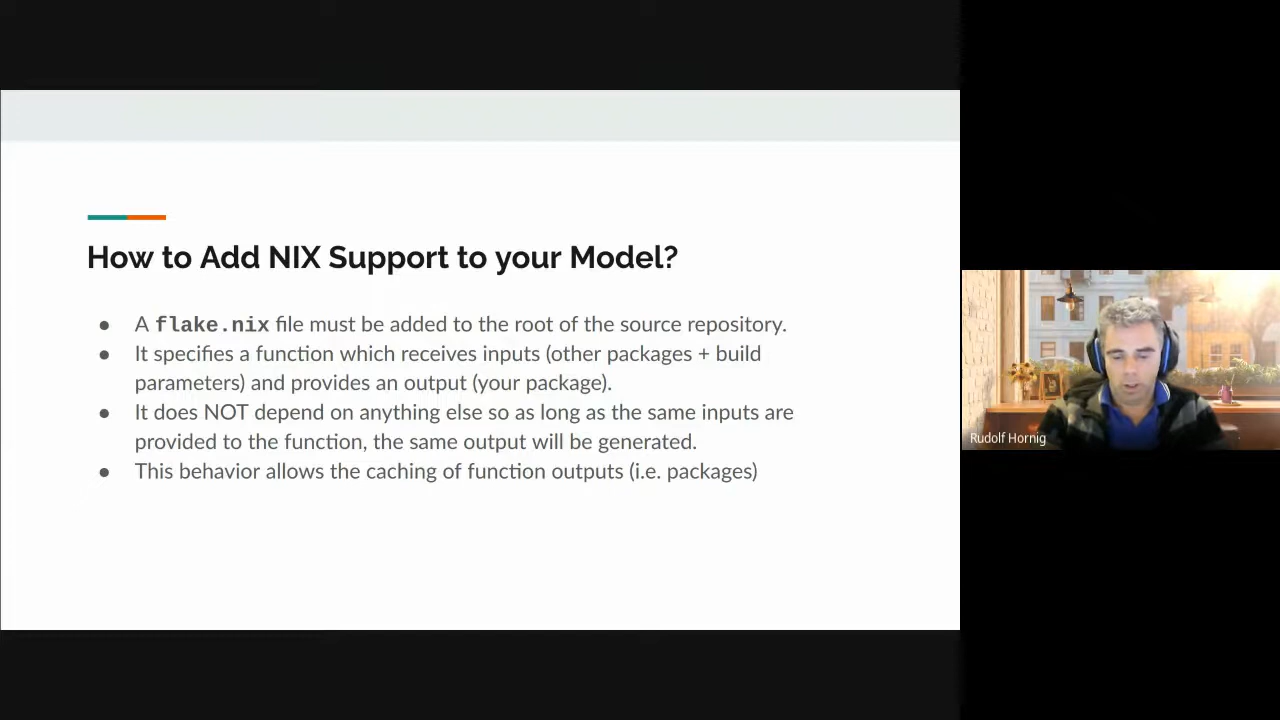 How to Add NIX Support to your Model?
● A flake.nix file must be added to the root of the source repository.
● It specifies a function which receives inputs (other packages + build
parameters) and provides an output (your package).
● It does NOT depend on anything else so as long as the same inputs are
provided to the function, the same output will be generated.
● This behavior allows the caching of function outputs (i.e. packages)
Rudolf Hornig